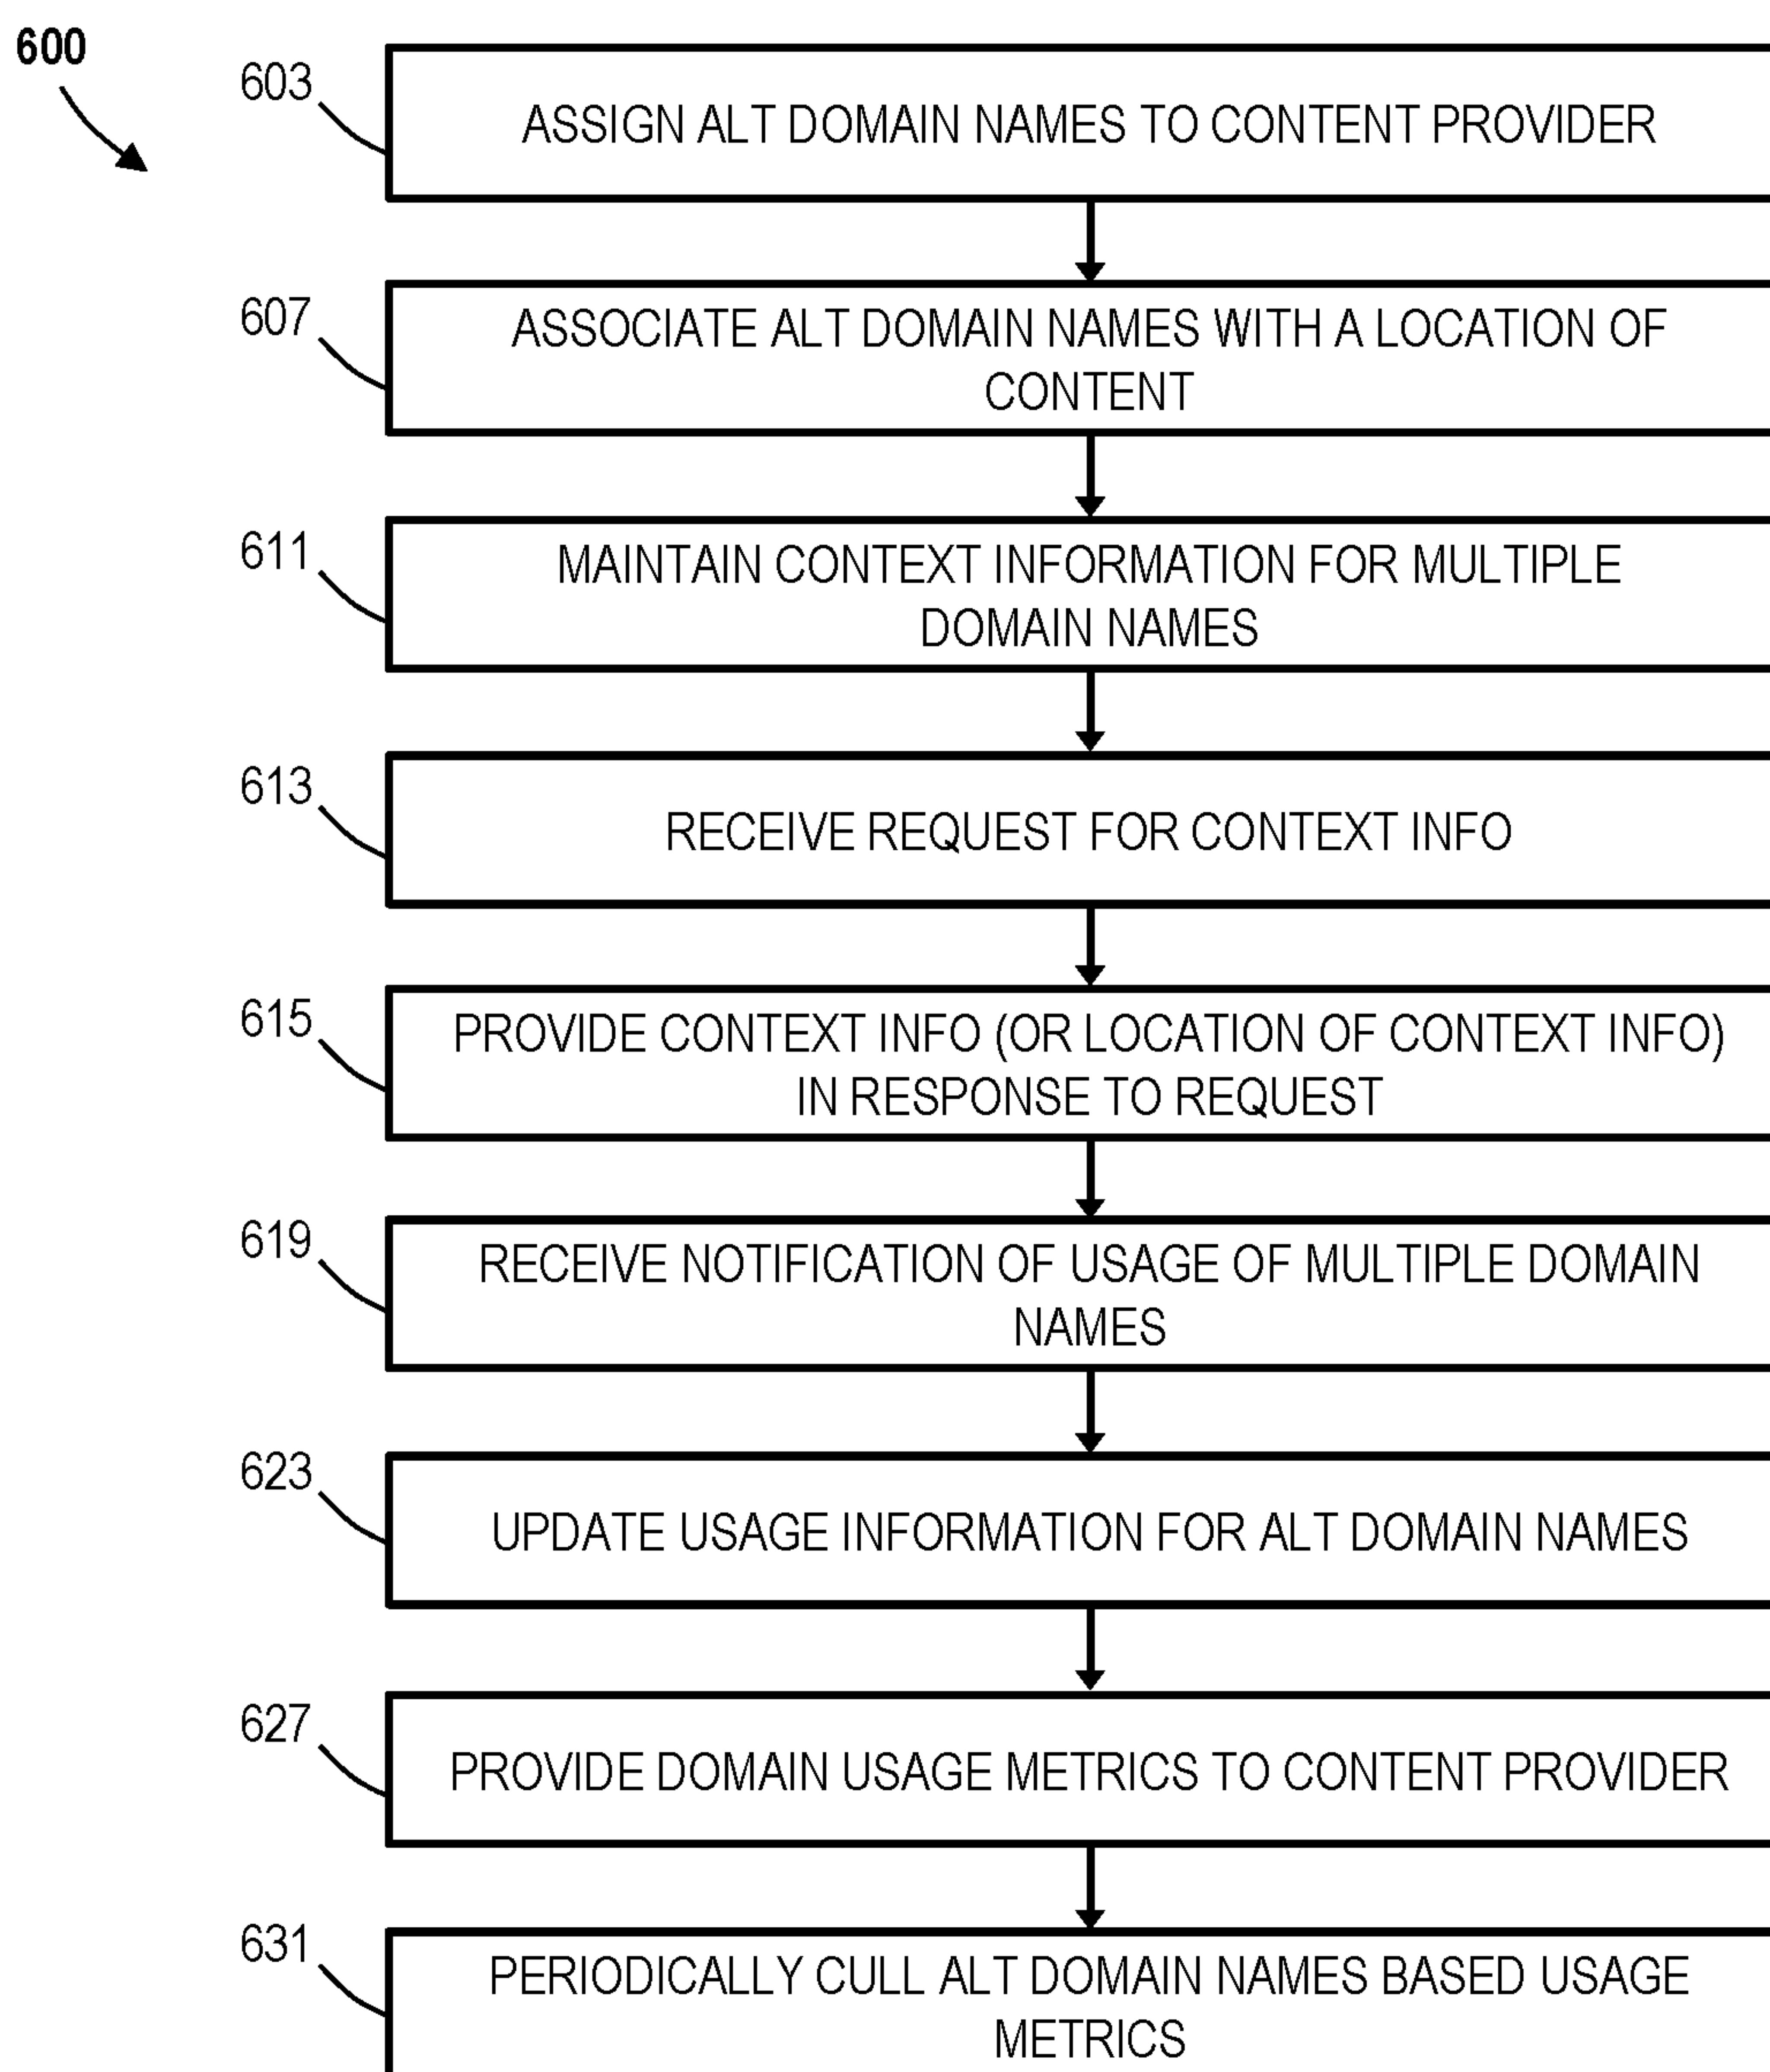 600
603
ASSIGN ALT DOMAIN NAMES TO CONTENT PROVIDER
607
ASSOCIATE ALT DOMAIN NAMES WITH A LOCATION OF
CONTENT
611
MAINTAIN CONTEXT INFORMATION FOR MULTIPLE
DOMAIN NAMES
613
RECEIVE REQUEST FOR CONTEXT INFO
615
PROVIDE CONTEXT INFO (OR LOCATION OF CONTEXT INFO)
IN RESPONSE TO REQUEST
619
RECEIVE NOTIFICATION OF USAGE OF MULTIPLE DOMAIN
NAMES
623
UPDATE USAGE INFORMATION FOR ALT DOMAIN NAMES
627
PROVIDE DOMAIN USAGE METRICS TO CONTENT PROVIDER
631
PERIODICALLY CULL ALT DOMAIN NAMES BASED USAGE
METRICS